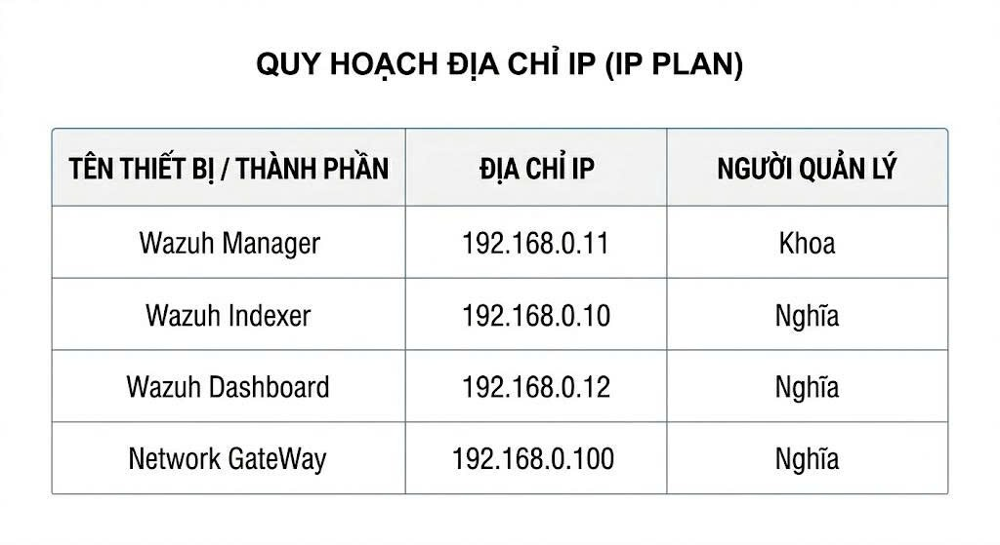 QUY HOẠCH ĐỊA CHỈ IP (IP PLAN)
TÊN THIẾT BỊ / THÀNH PHẦN ĐỊA CHỈ IP NGƯỜI QUẢN LÝ
Wazuh Manager 192.168.0.11 Khoa
Wazuh Indexer 192.168.0.10 Nghĩa
Wazuh Dashboard 192.168.0.12 Nghĩa
Network GateWay 192.168.0.100 Nghĩa